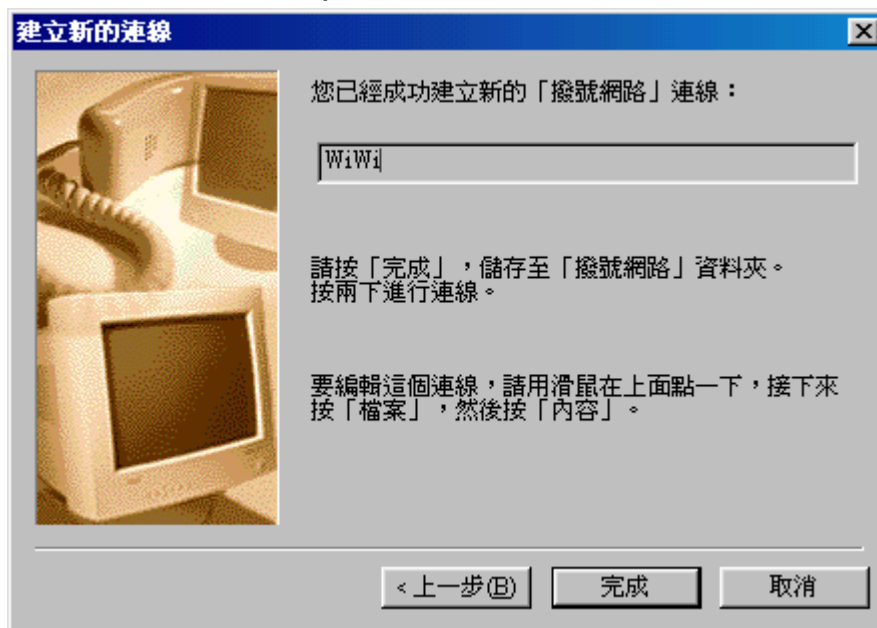 建立新的連線
您已經成功建立新的「撥號網路」連線：
WiWi
請按「完成」，儲存至「撥號網路」資料夾。
按兩下進行連線。
要編輯這個連線，請用滑鼠在上面點一下，接下來
按「檔案」，然後按「內容」。
<上一步(B) 完成 取消